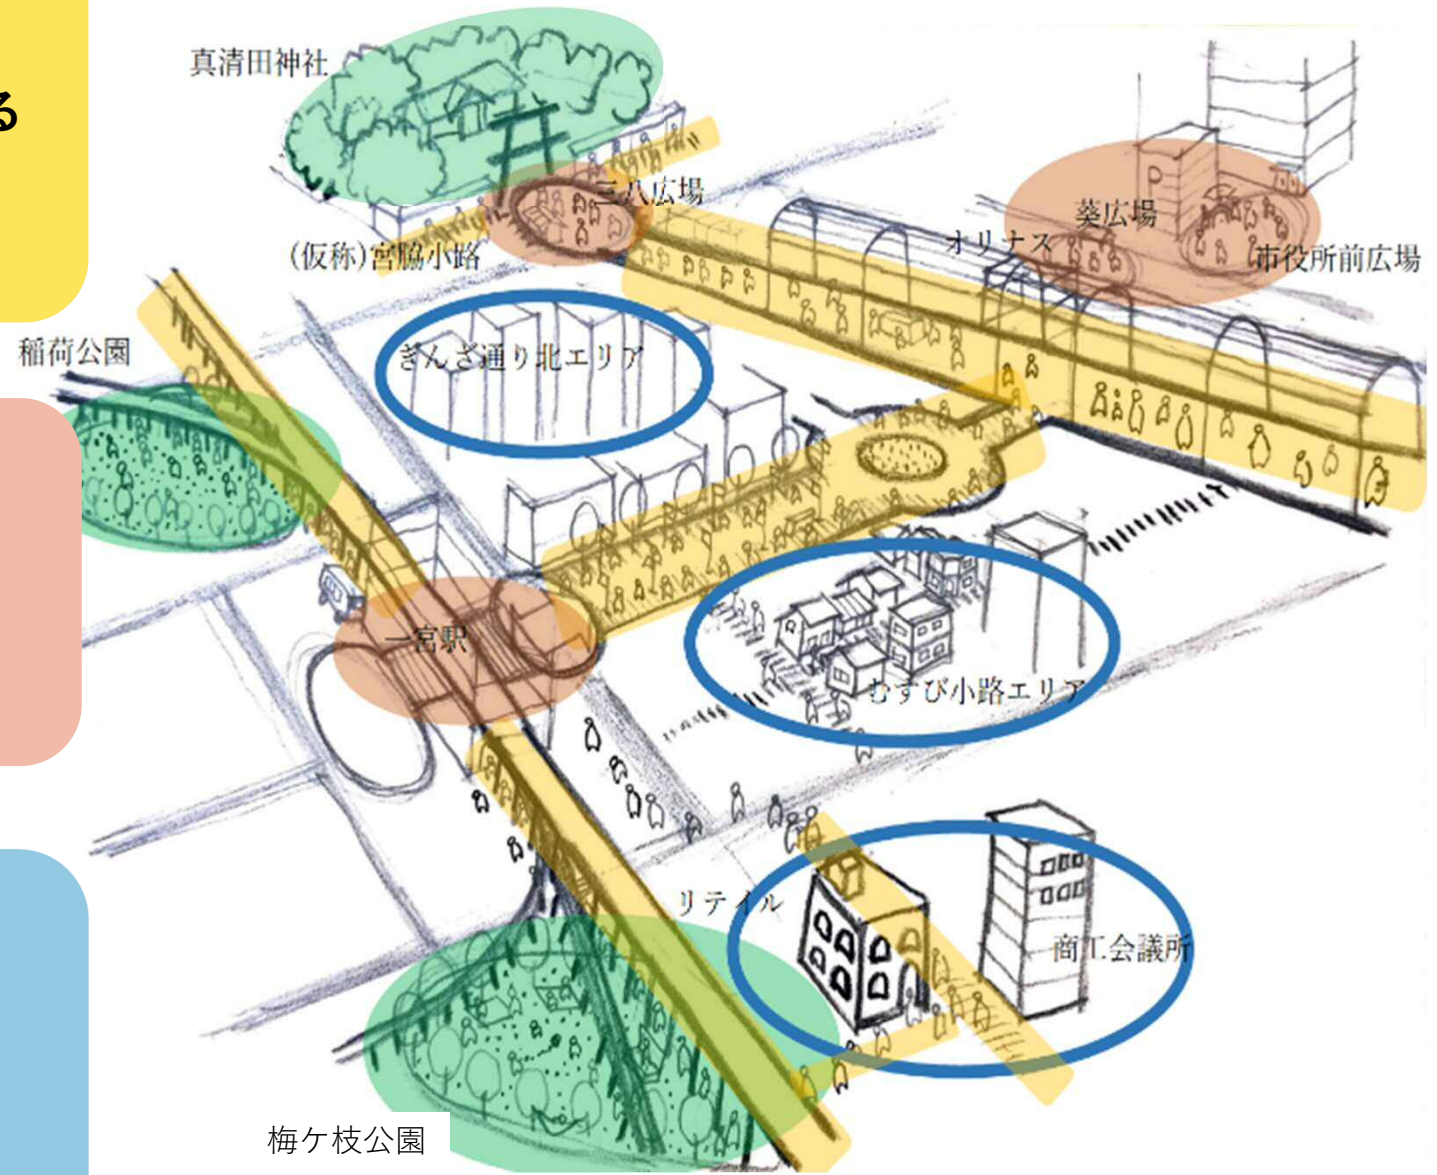 る
真清田神社
三八広場
葵広場
オリナス
市役所前広場
(仮称)宮脇小路
P
稲荷公園
ぎんざ通り北エリア
一宮駅
むすび小路エリア
リテイル
商工会議所
梅ケ枝公園